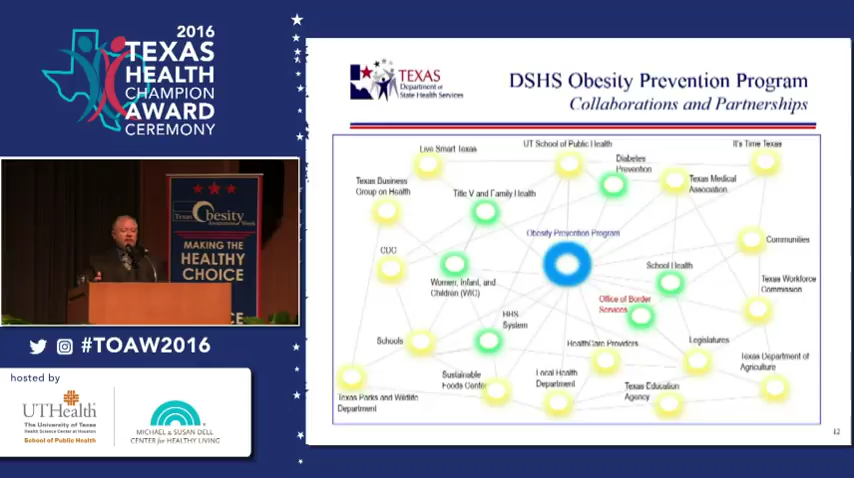 2016
TEXAS
HEALTH
CHAMPION
AWARD
CEREMONY
Texas Obesity
Awareness Week
MAKING THE
HEALTHY
CHOICE
#TOAW2016
hosted by
UTHealth
The University of Texas
Health Science Center at Houston
School of Public Health
MICHAEL & SUSAN DELL
CENTER for HEALTHY LIVING
TEXAS
Department of
State Health Services
DSHS Obesity Prevention Program
Collaborations and Partnerships
Live Smart Texas
UT School of Public Health
It's Time Texas
Diabetes
Prevention
Texas Business
Group on Health
Title V and Family Health
Texas Medical
Association
Obesity Prevention Program
Communities
CDC
School Health
Women, Infant, and
Children (WIC)
Texas Workforce
Commission
Office of Border
Services
HHS
System
Schools
HealthCare Providers
Legislatures
Texas Department of
Agriculture
Sustainable
Foods Center
Local Health
Department
Texas Education
Agency
Texas Parks and Wildlife
Department
12